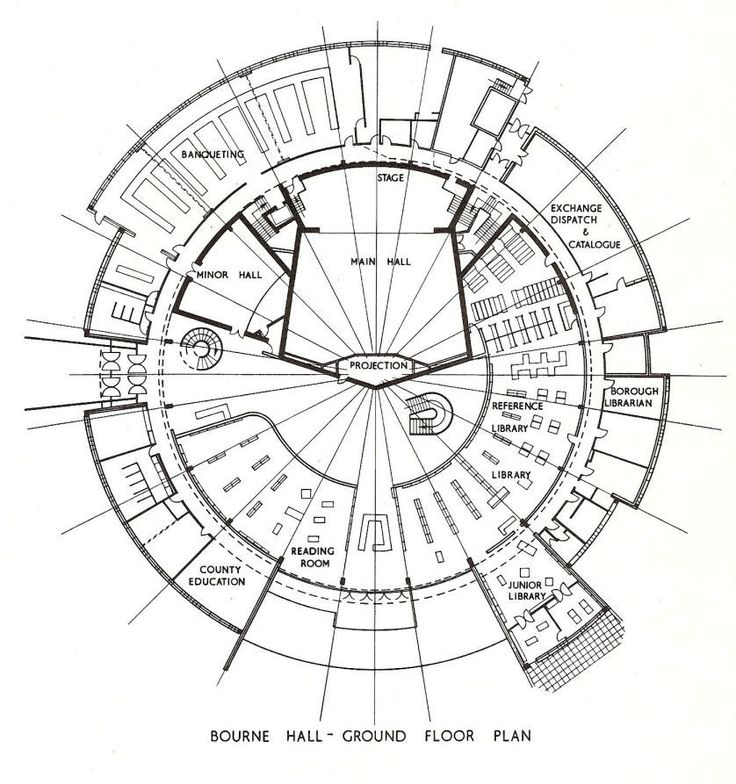 BANQUETING
STAGE
EXCHANGE
DISPATCH
&
CATALOGUE
MINOR HALL
MAIN HALL
PROJECTION
BOROUGH
LIBRARIAN
REFERENCE
LIBRARY
LIBRARY
READING
ROOM
COUNTY
EDUCATION
JUNIOR
LIBRARY
BOURNE HALL - GROUND FLOOR PLAN